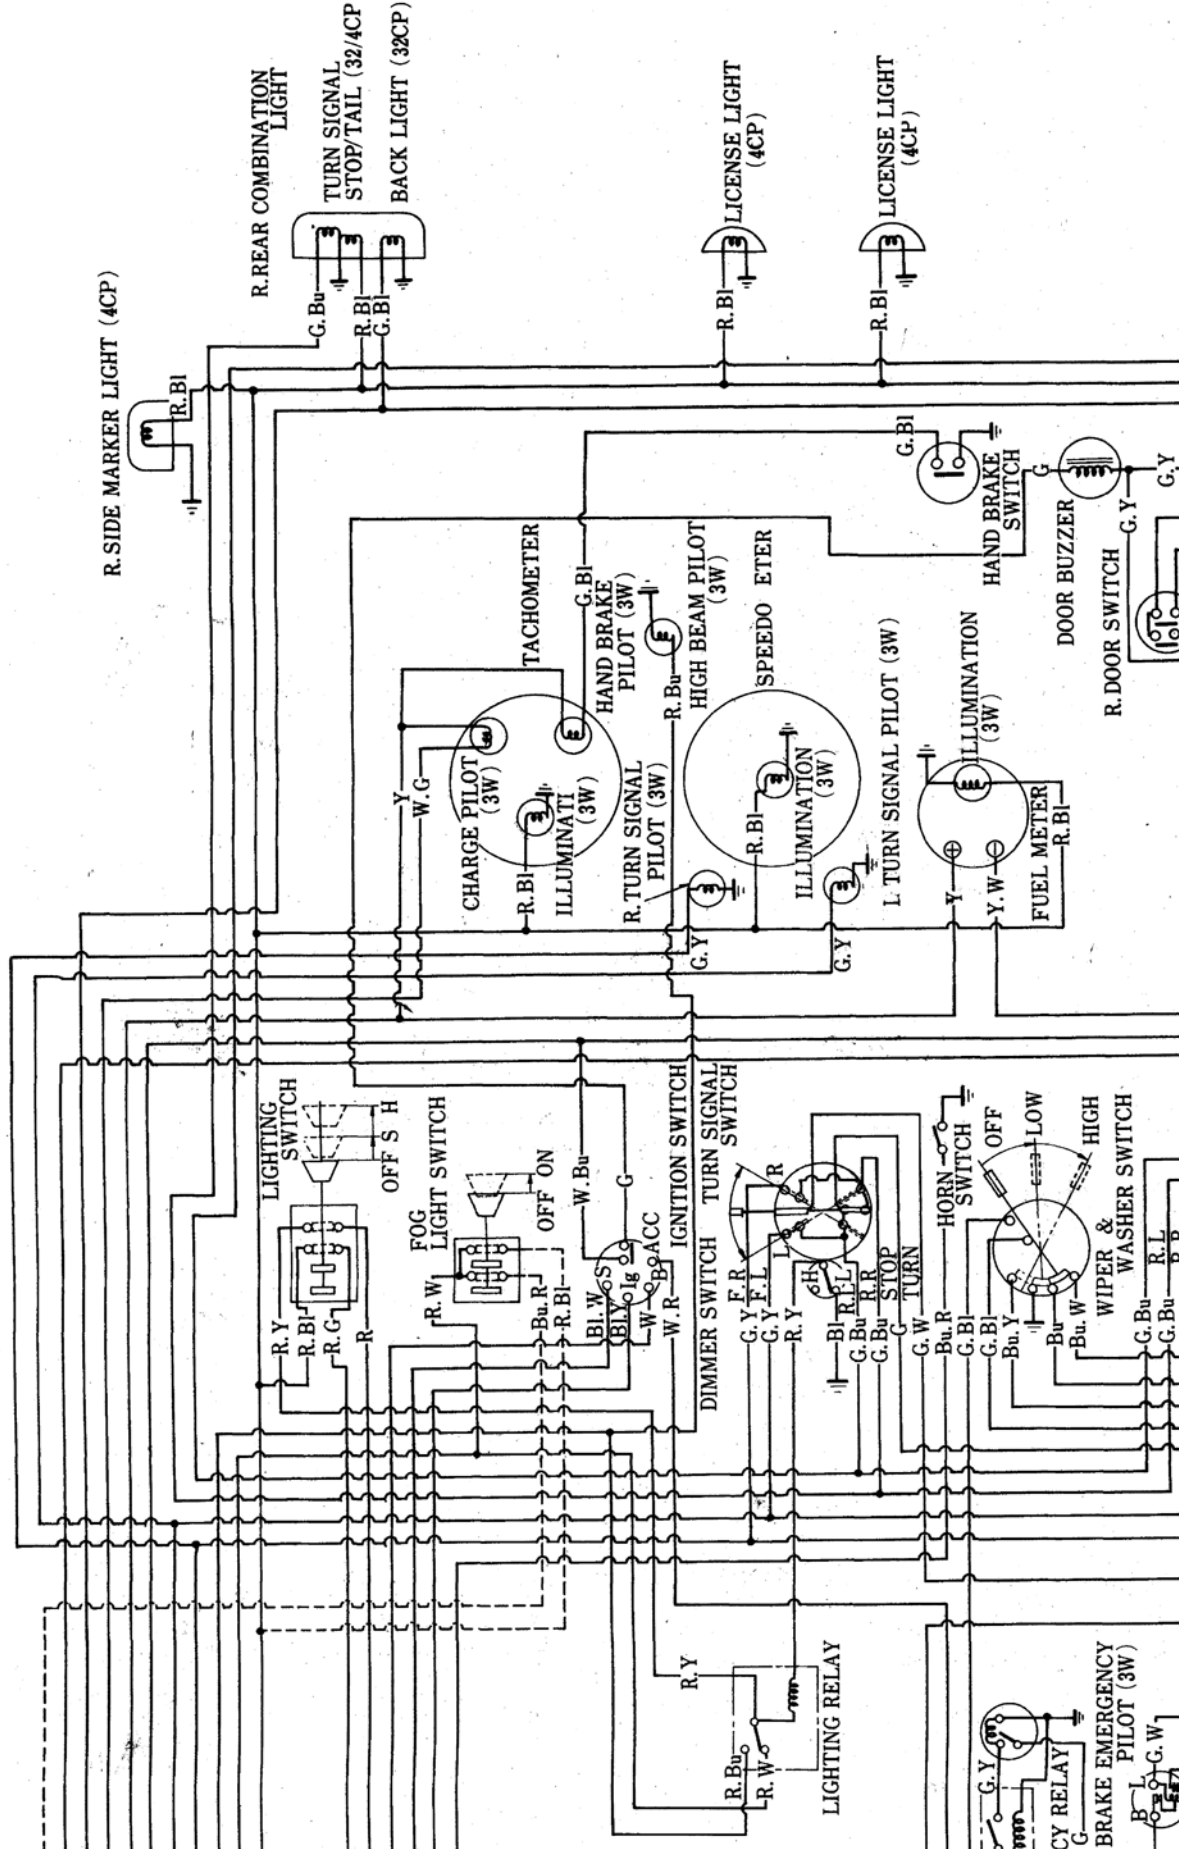 R.REAR COMBINATION
LIGHT
TURN SIGNAL
STOP/TAIL (32/4CP
BACK LIGHT (32CP)
LICENSE LIGHT
(4CP)
LICENSE LIGHT
(4CP)
R.SIDE MARKER LIGHT (4CP)
G.Bu
R.Bl
G.Bl
R.Bl
R.Bl
R.Bl
G.Bl
HAND BRAKE
SWITCH
G
DOOR BUZZER
G.Y
G.Y
R.DOOR SWITCH
TACHOMETER
G.Bl
HAND BRAKE
PILOT (3W)
HIGH BEAM PILOT
(3W)
R.Bu
SPEEDO ETER
L TURN SIGNAL PILOT (3W)
ILLUMINATION
(3W)
Y
W.G
CHARGE PILOT
(3W)
R.Bl
ILLUMINATI
(3W)
R.TURN SIGNAL
PILOT (3W)
R.Bl
ILLUMINATION
(3W)
G.Y
G.Y
Y
Y.W
FUEL METER
R.Bl
LIGHTING
SWITCH
OFF S H
FOG
LIGHT SWITCH
OFF ON
W.Bu
G
IGNITION SWITCH
DIMMER SWITCH
TURN SIGNAL
SWITCH
HORN
SWITCH
OFF
LOW
HIGH
WIPER &
WASHER SWITCH
R.Y
R.Bl
R.G
R
R.W
Bu.R
R.Bl
S
Ig
ACC
B
Bl.W
Bl.Y
W
W.R
R
L
H
F.R
F.L
R.L
R.R
STOP
TURN
G.Y
G.Y
R.Y
Bl
G.Bu
G.Bu
G
G.W
Bu.R
G.Bl
G.Bl
Bu.Y
Bu
Bu.W
G.Bu
G.Bu
R.L
R.R
R.Y
R.Bu
R.W
LIGHTING RELAY
G.Y
CY RELAY
G
BRAKE EMERGENCY
PILOT (3W)
B
L
G.W